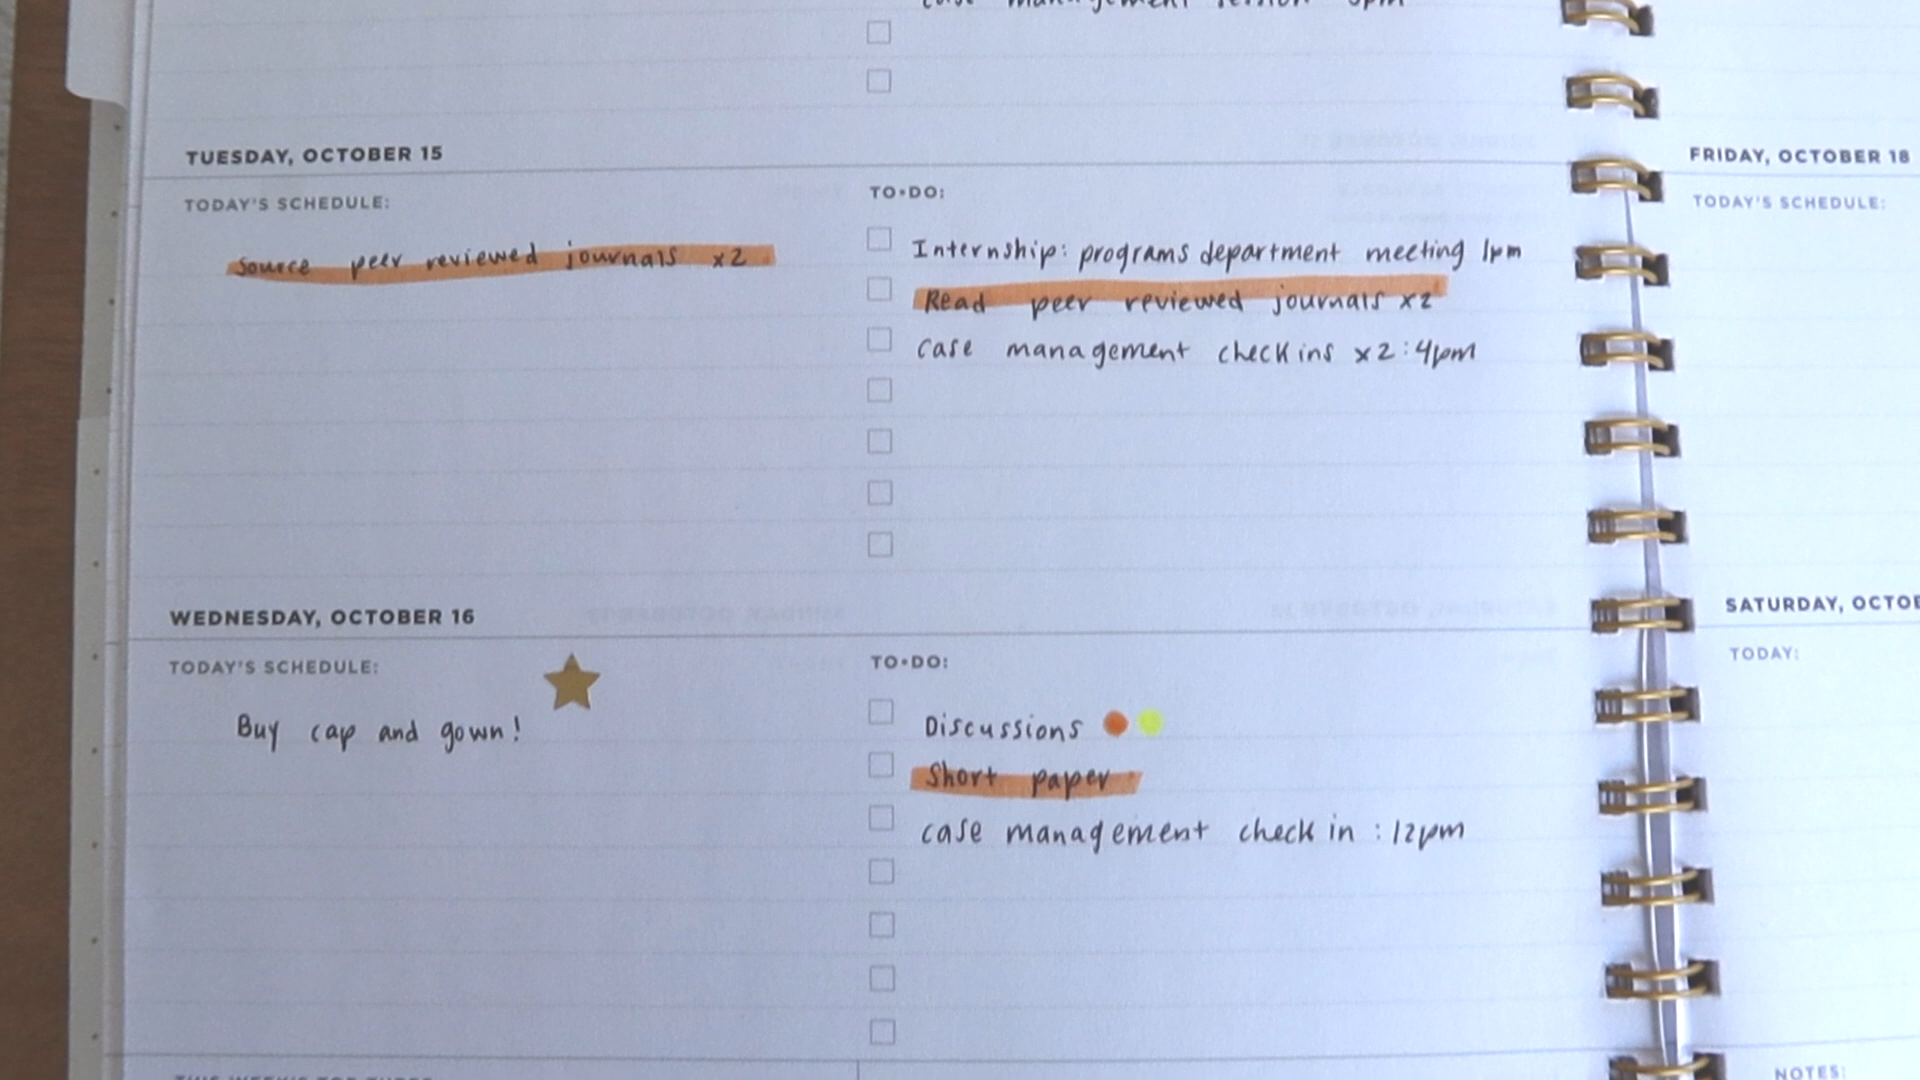 TUESDAY, OCTOBER 15
TODAY'S SCHEDULE:
Source peer reviewed journals x2
TO•DO:
Internship: programs department meeting 1pm
Read peer reviewed journals x2
case management check ins x2: 4pm
WEDNESDAY, OCTOBER 16
TODAY'S SCHEDULE:
Buy cap and gown!
TO•DO:
Discussions
Short paper
case management check in : 12pm
FRIDAY, OCTOBER 18
TODAY'S SCHEDULE:
SATURDAY,
TODAY:
NOTES: